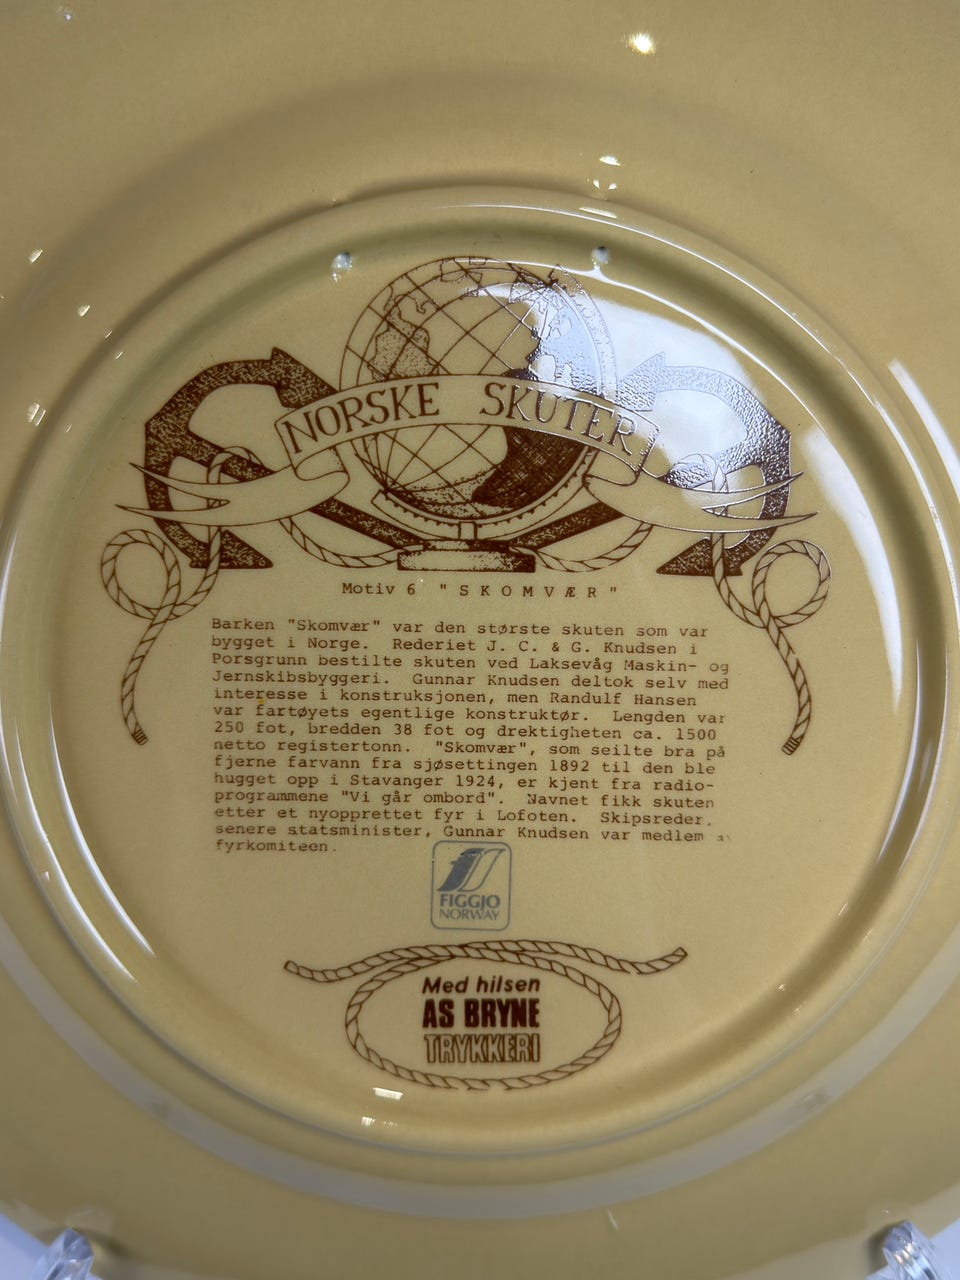 NORSKE SKUTER
Motiv 6 "SKOMVÆR"
Barken "Skomvær" var den største skuten som var
bygget i Norge. Rederiet J. C. & G. Knudsen i
Porsgrunn bestilte skuten ved Laksevåg Maskin- og
Jernskibsbyggeri. Gunnar Knudsen deltok selv med
interesse i konstruksjonen, men Randulf Hansen
var fartøyets egentlige konstruktør. Lengden var
250 fot, bredden 38 fot og drektigheten ca. 1500
netto registertonn. "Skomvær", som seilte bra på
fjerne farvann fra sjøsettingen 1892 til den ble
hugget opp i Stavanger 1924, er kjent fra radio-
programmene "Vi går ombord". Navnet fikk skuten
etter et nyopprettet fyr i Lofoten. Skipsreder,
senere statsminister, Gunnar Knudsen var medlem av
fyrkomiteen.
FIGGJO
NORWAY
Med hilsen
AS BRYNE
TRYKKERI